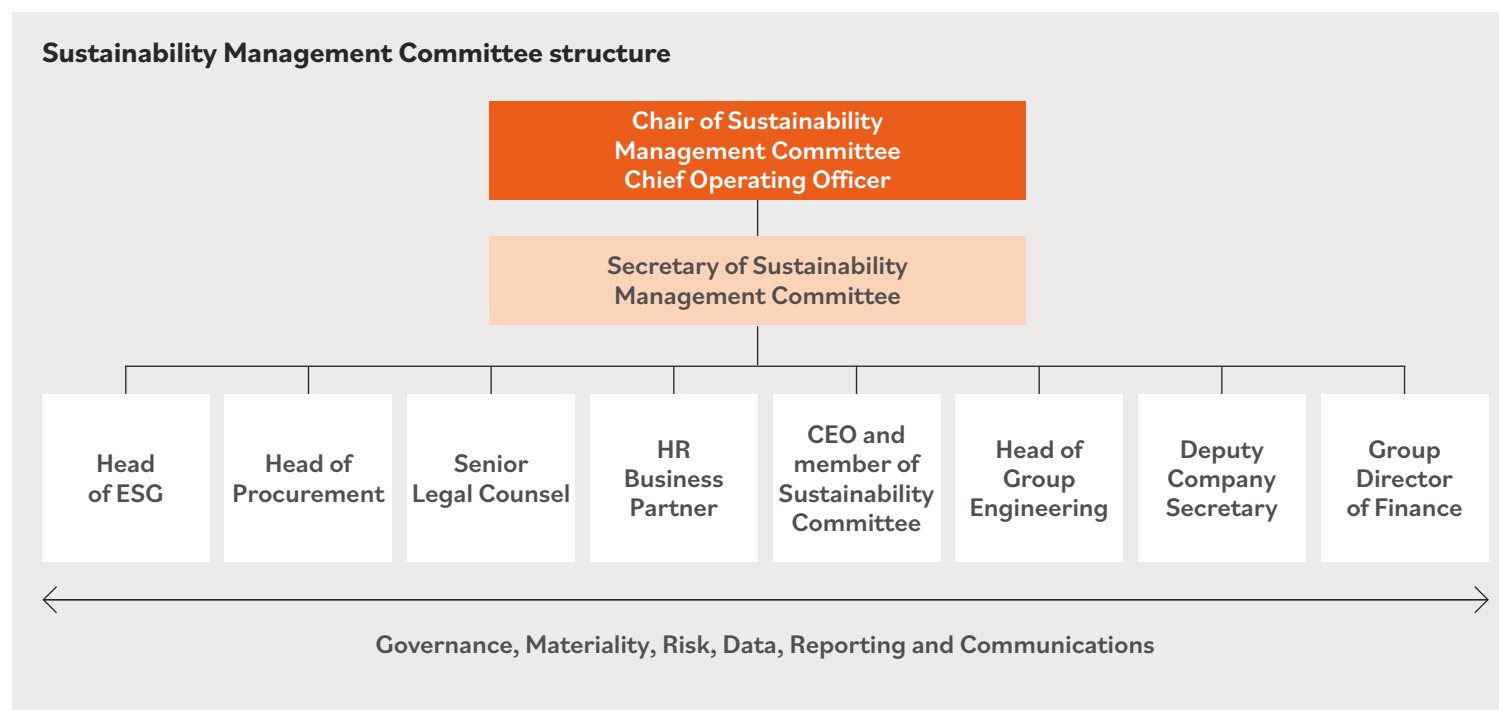 Sustainability Management Committee structure
Chair of Sustainability
Management Committee
Chief Operating Officer
Secretary of Sustainability
Management Committee
Head
of ESG
Head of
Procurement
Senior
Legal Counsel
HR
Business
Partner
CEO and
member of
Sustainability
Committee
Head of
Group
Engineering
Deputy
Company
Secretary
Group
Director
of Finance
Governance, Materiality, Risk, Data, Reporting and Communications